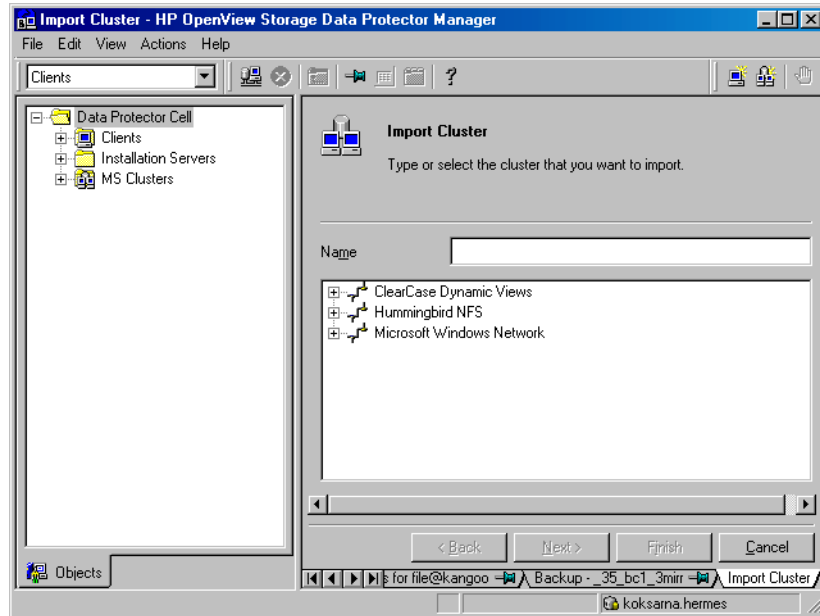 Import Cluster - HP OpenView Storage Data Protector Manager
File Edit View Actions Help
Clients
?
Data Protector Cell
Clients
Installation Servers
MS Clusters
Import Cluster
Type or select the cluster that you want to import.
Name
ClearCase Dynamic Views
Hummingbird NFS
Microsoft Windows Network
< Back Next > Finish Cancel
Objects
s for file@kangoo Backup - _35_bc1_3mirr Import Cluster
koksarna.hermes